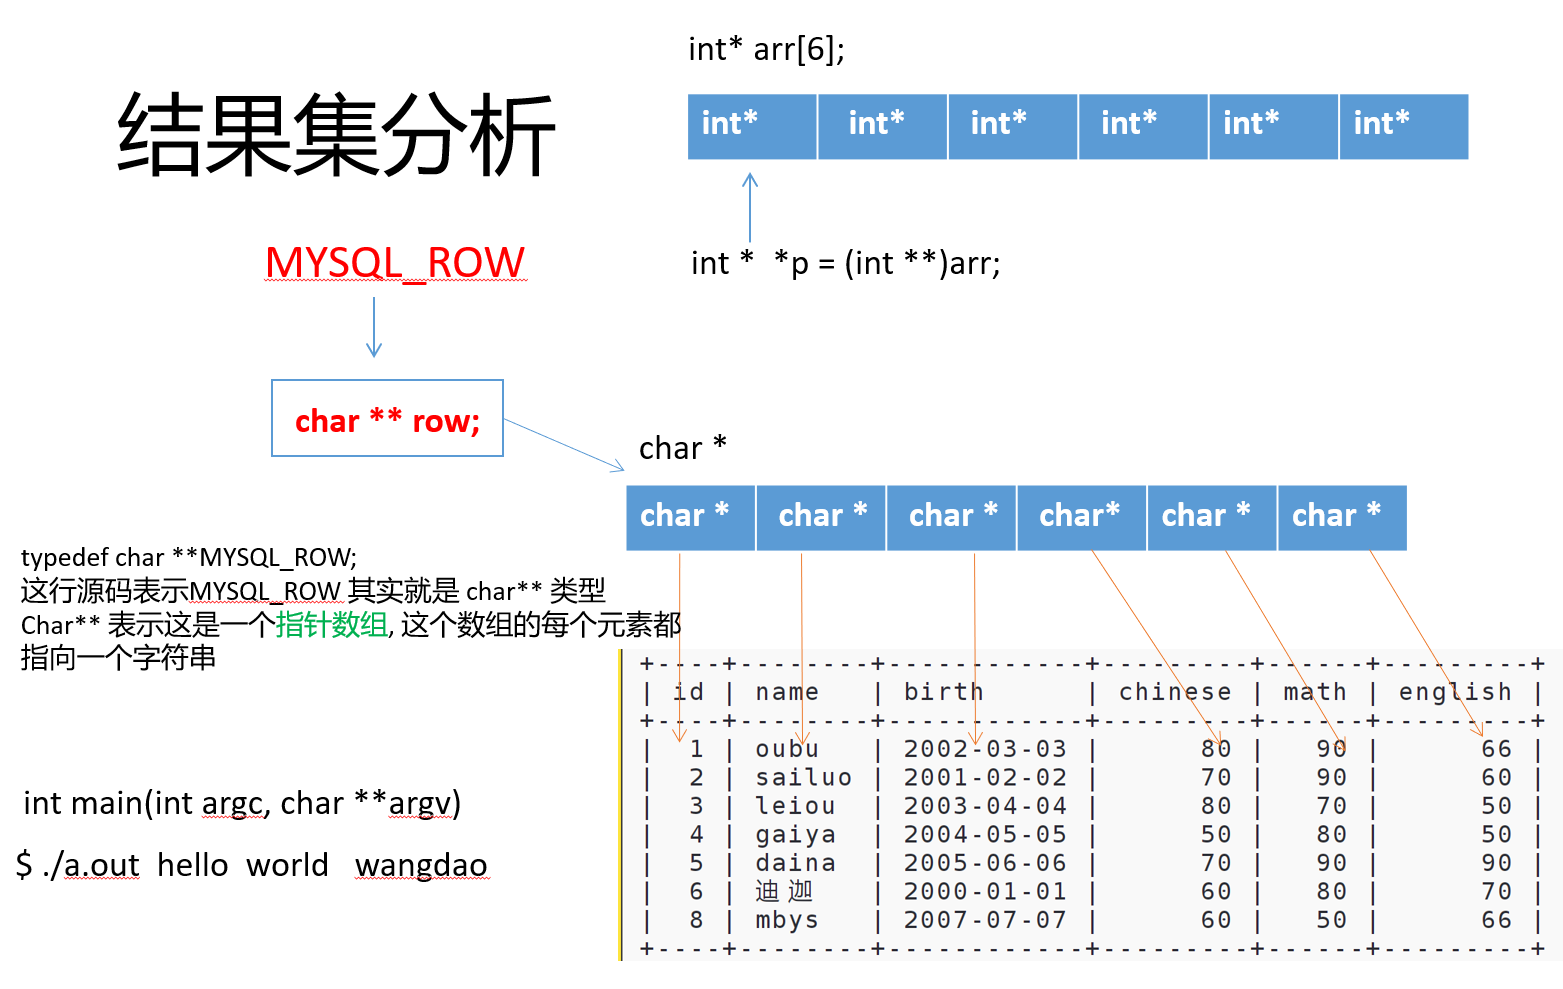 int* arr[6];
结果集分析
int* int* int* int* int* int*
MYSQL_ROW
int * *p = (int **)arr;
char ** row;
char *
char * char * char * char* char * char *
typedef char **MYSQL_ROW;
这行源码表示MYSQL_ROW 其实就是 char** 类型
Char** 表示这是一个指针数组, 这个数组的每个元素都
指向一个字符串
+----+--------+------------+---------+------+---------+
| id | name   | birth      | chinese | math | english |
+----+--------+------------+---------+------+---------+
|  1 | oubu   | 2002-03-03 |      80 |   90 |      66 |
|  2 | sailuo | 2001-02-02 |      70 |   90 |      60 |
|  3 | leiou  | 2003-04-04 |      80 |   70 |      50 |
|  4 | gaiya  | 2004-05-05 |      50 |   80 |      50 |
|  5 | daina  | 2005-06-06 |      70 |   90 |      90 |
|  6 | 迪迦   | 2000-01-01 |      60 |   80 |      70 |
|  8 | mbys   | 2007-07-07 |      60 |   50 |      66 |
+----+--------+------------+---------+------+---------+
int main(int argc, char **argv)
$ ./a.out hello world wangdao